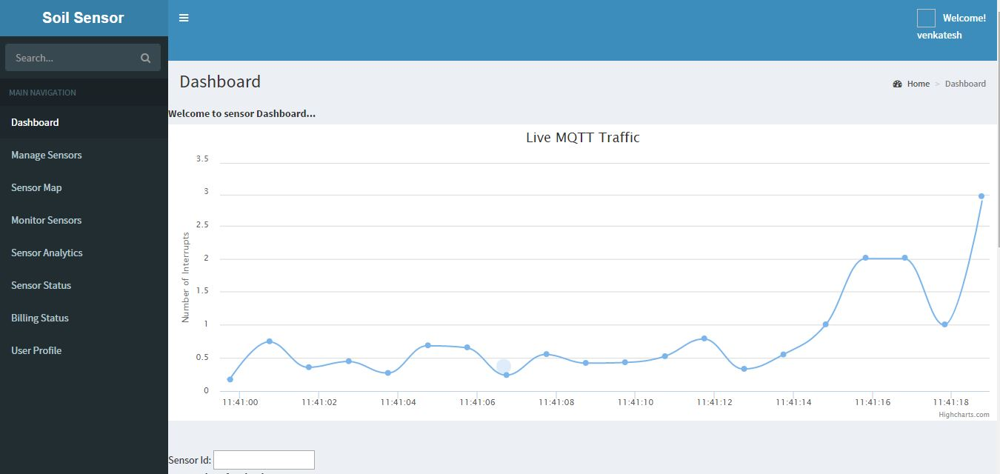 Soil Sensor
Welcome!
venkatesh
Search...
MAIN NAVIGATION
Dashboard
Manage Sensors
Sensor Map
Monitor Sensors
Sensor Analytics
Sensor Status
Billing Status
User Profile
Dashboard
Home > Dashboard
Welcome to sensor Dashboard...
Live MQTT Traffic
Number of Interrupts
3.5
3
2.5
2
1.5
1
0.5
0
11:41:00 11:41:02 11:41:04 11:41:06 11:41:08 11:41:10 11:41:12 11:41:14 11:41:16 11:41:18
Highcharts.com
Sensor Id: